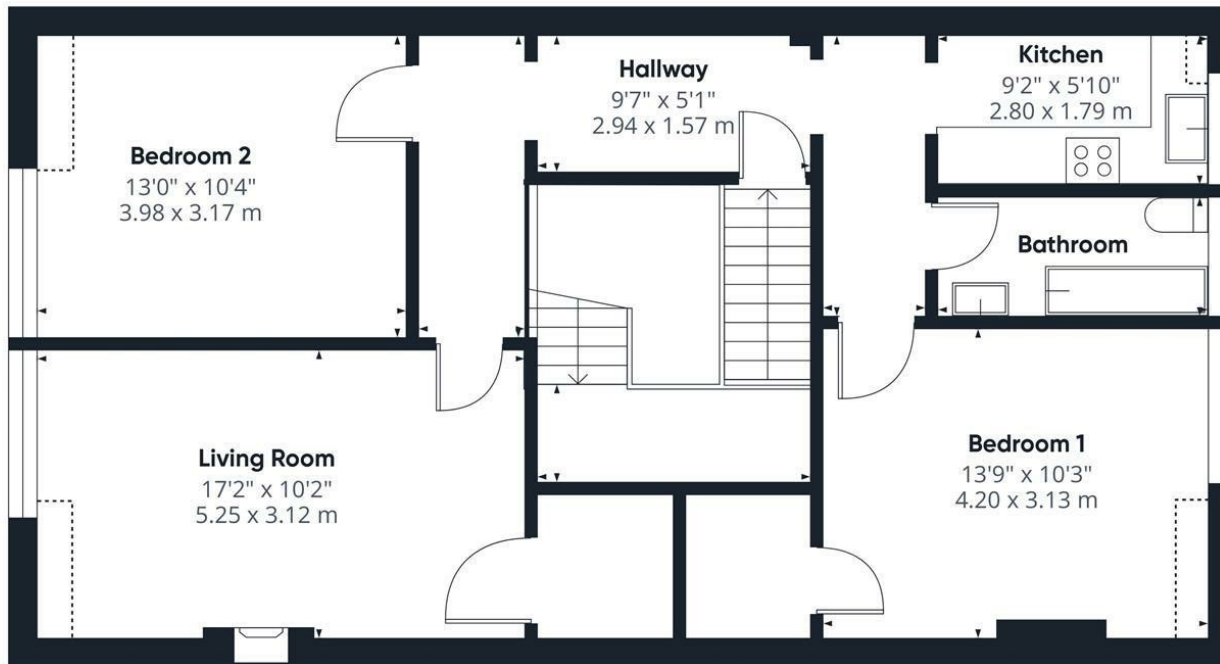 Hallway
9'7" x 5'1"
2.94 x 1.57 m
Kitchen
9'2" x 5'10"
2.80 x 1.79 m
Bedroom 2
13'0" x 10'4"
3.98 x 3.17 m
Bathroom
Living Room
17'2" x 10'2"
5.25 x 3.12 m
Bedroom 1
13'9" x 10'3"
4.20 x 3.13 m